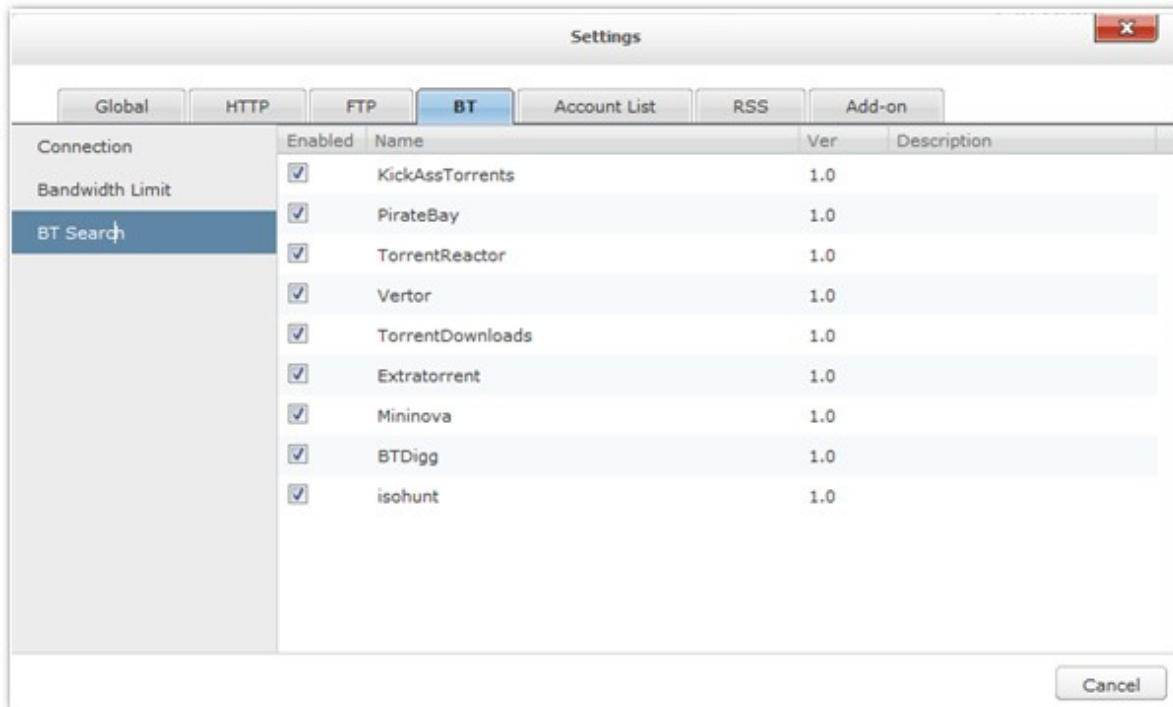 Settings
Global HTTP FTP BT Account List RSS Add-on
Connection
Bandwidth Limit
BT Search
Enabled Name Ver Description
KickAssTorrents 1.0
PirateBay 1.0
TorrentReactor 1.0
Vertor 1.0
TorrentDownloads 1.0
Extratorrent 1.0
Mininova 1.0
BTDigg 1.0
isohunt 1.0
Cancel